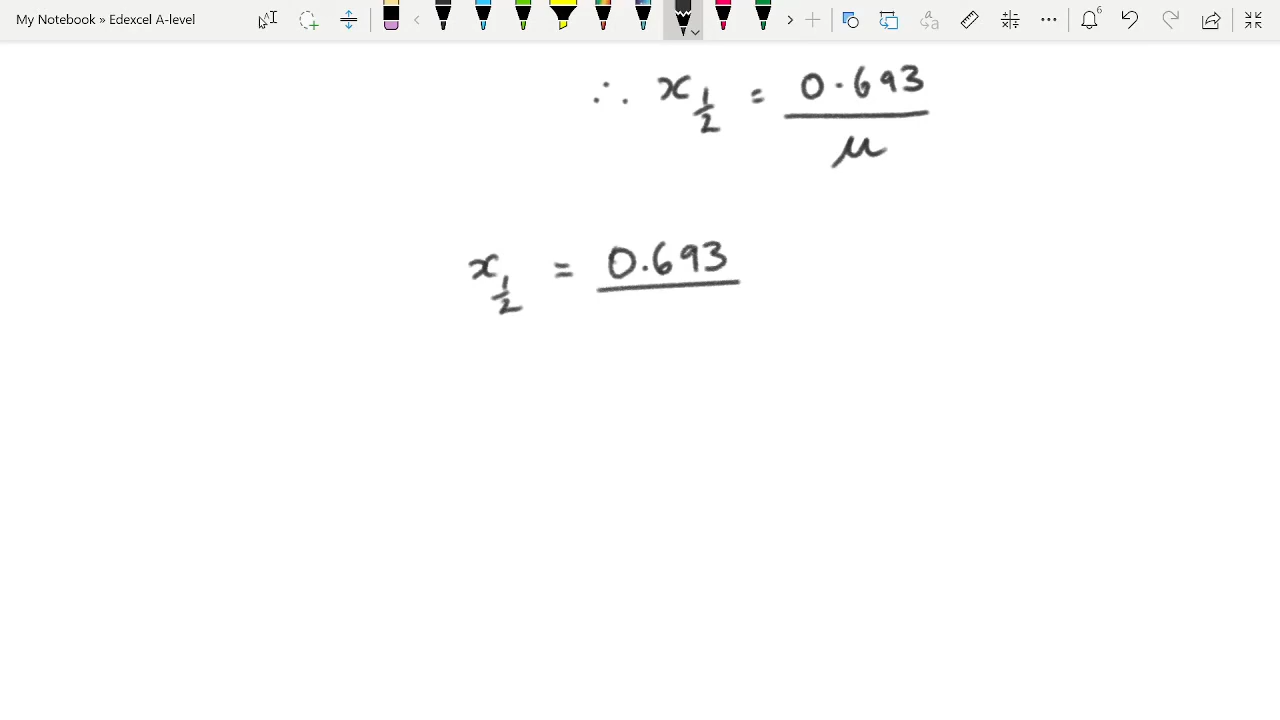 My Notebook » Edexcel A-level
∴ x½ = 0.693/μ
x½ = 0.693